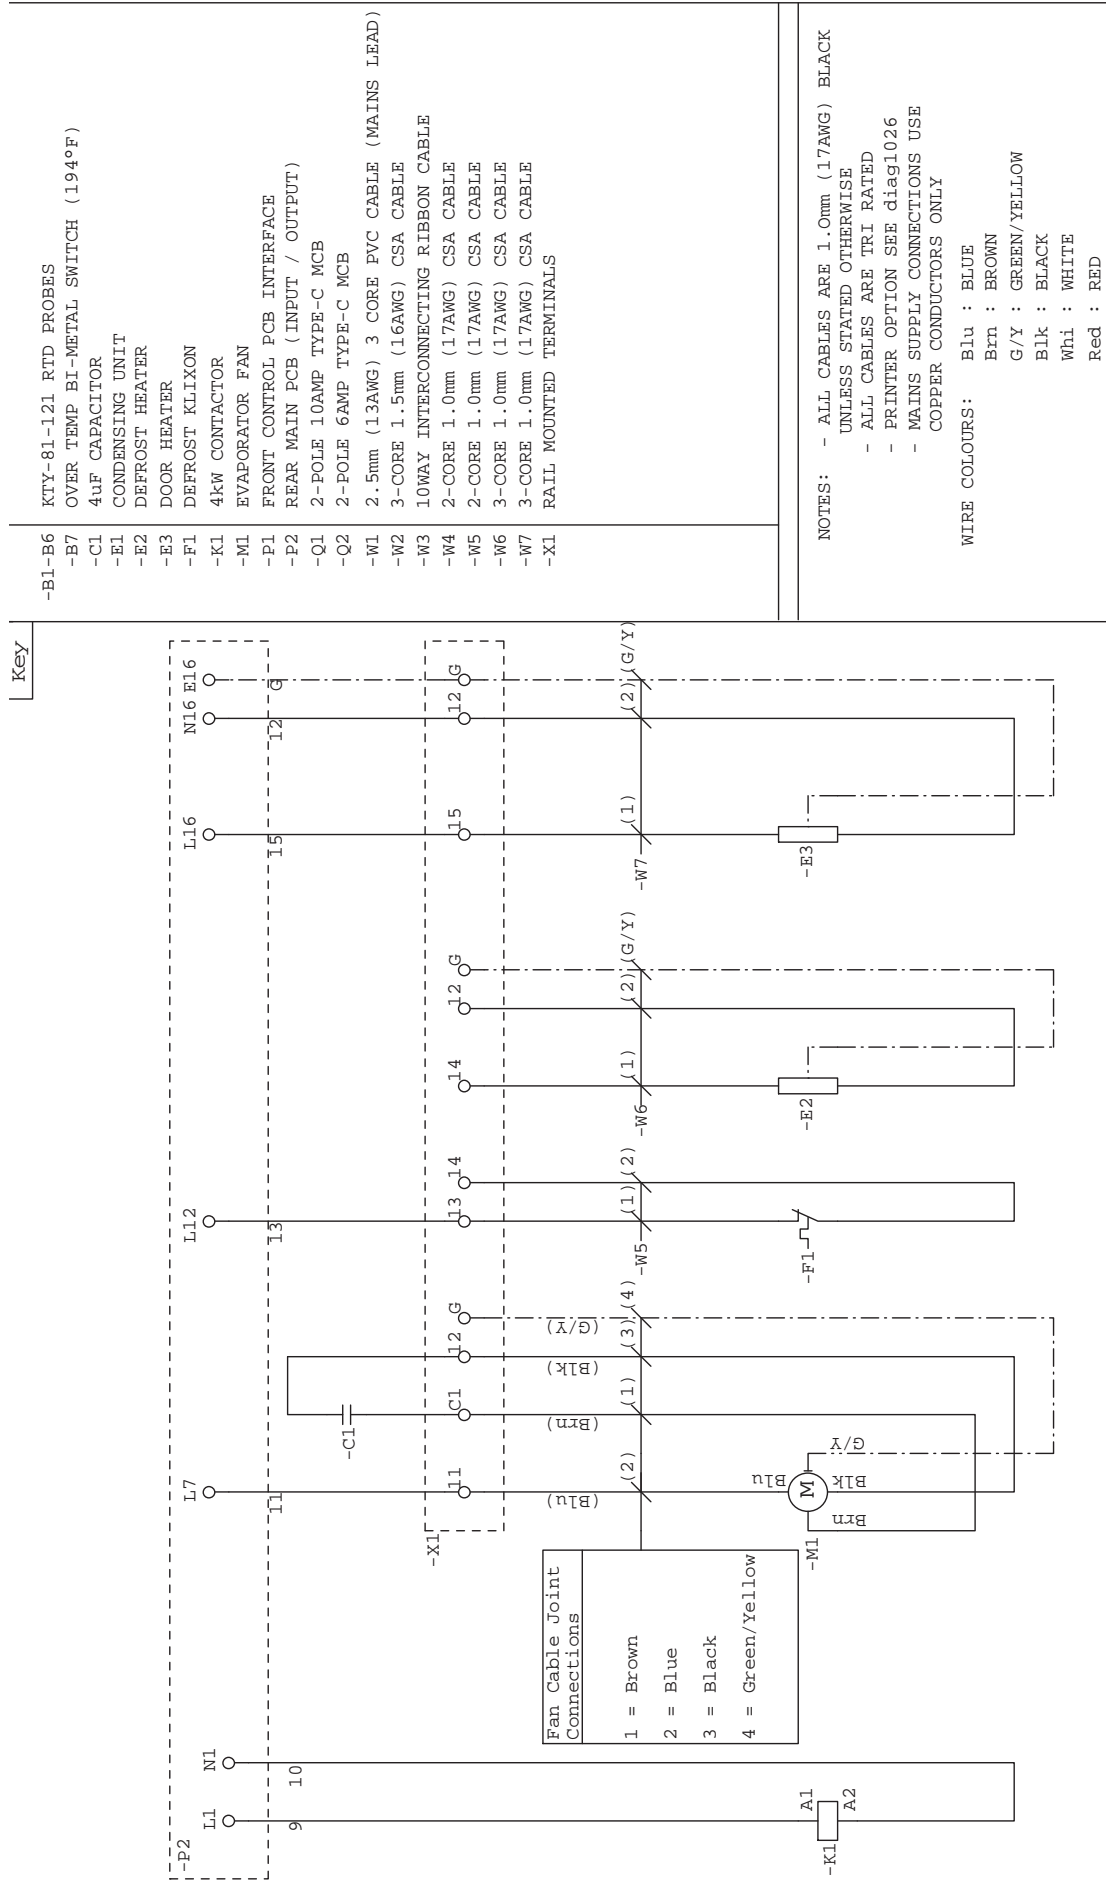 Key
-B1-B6 KTY-81-121 RTD PROBES
-B7 OVER TEMP BI-METAL SWITCH (194ºF)
-C1 4uF CAPACITOR
-E1 CONDENSING UNIT
-E2 DEFROST HEATER
-E3 DOOR HEATER
-F1 DEFROST KLIXON
-K1 4kW CONTACTOR
-M1 EVAPORATOR FAN
-P1 FRONT CONTROL PCB INTERFACE
-P2 REAR MAIN PCB (INPUT / OUTPUT)
-Q1 2-POLE 10AMP TYPE-C MCB
-Q2 2-POLE 6AMP TYPE-C MCB
-W1 2.5mm (13AWG) 3 CORE PVC CABLE (MAINS LEAD)
-W2 3-CORE 1.5mm (16AWG) CSA CABLE
-W3 10WAY INTERCONNECTING RIBBON CABLE
-W4 2-CORE 1.0mm (17AWG) CSA CABLE
-W5 2-CORE 1.0mm (17AWG) CSA CABLE
-W6 3-CORE 1.0mm (17AWG) CSA CABLE
-W7 3-CORE 1.0mm (17AWG) CSA CABLE
-X1 RAIL MOUNTED TERMINALS
NOTES: - ALL CABLES ARE 1.0mm (17AWG) BLACK
UNLESS STATED OTHERWISE
- ALL CABLES ARE TRI RATED
- PRINTER OPTION SEE diag1026
- MAINS SUPPLY CONNECTIONS USE
COPPER CONDUCTORS ONLY
WIRE COLOURS: Blu : BLUE
Brn : BROWN
G/Y : GREEN/YELLOW
Blk : BLACK
Whi : WHITE
Red : RED
-P2
L1 N1 L7 L12 L16 N16 E16
9 10 11 13 15 12 G
-C1
-X1
11 C1 12 G 13 14 14 12 G 15 12 G
(Blu) (Brn) (Blk) (G/Y)
(2) (1) (3) (4)
-W5 (1) (2)
-W6 (1) (2) (G/Y)
-W7 (1) (2) (G/Y)
Fan Cable Joint
Connections
1 = Brown
2 = Blue
3 = Black
4 = Green/Yellow
-K1 A1 A2
-M1 M Blu Brn Blk G/Y
-F1
-E2
-E3